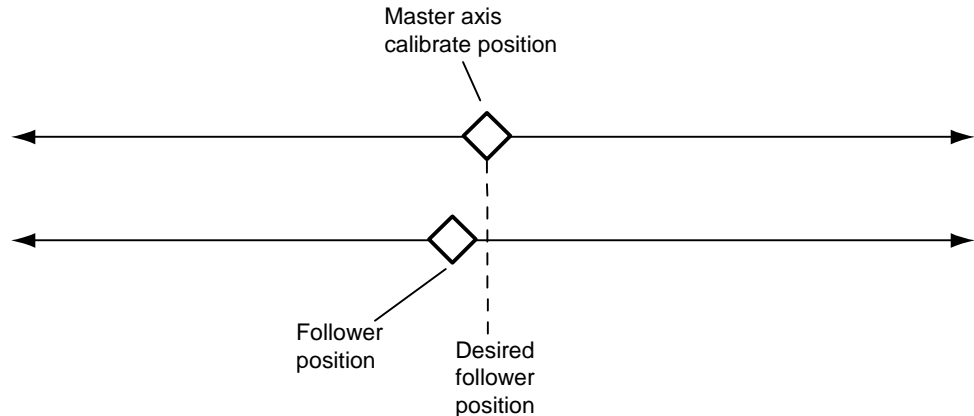 Master axis
calibrate position
Follower
position
Desired
follower
position